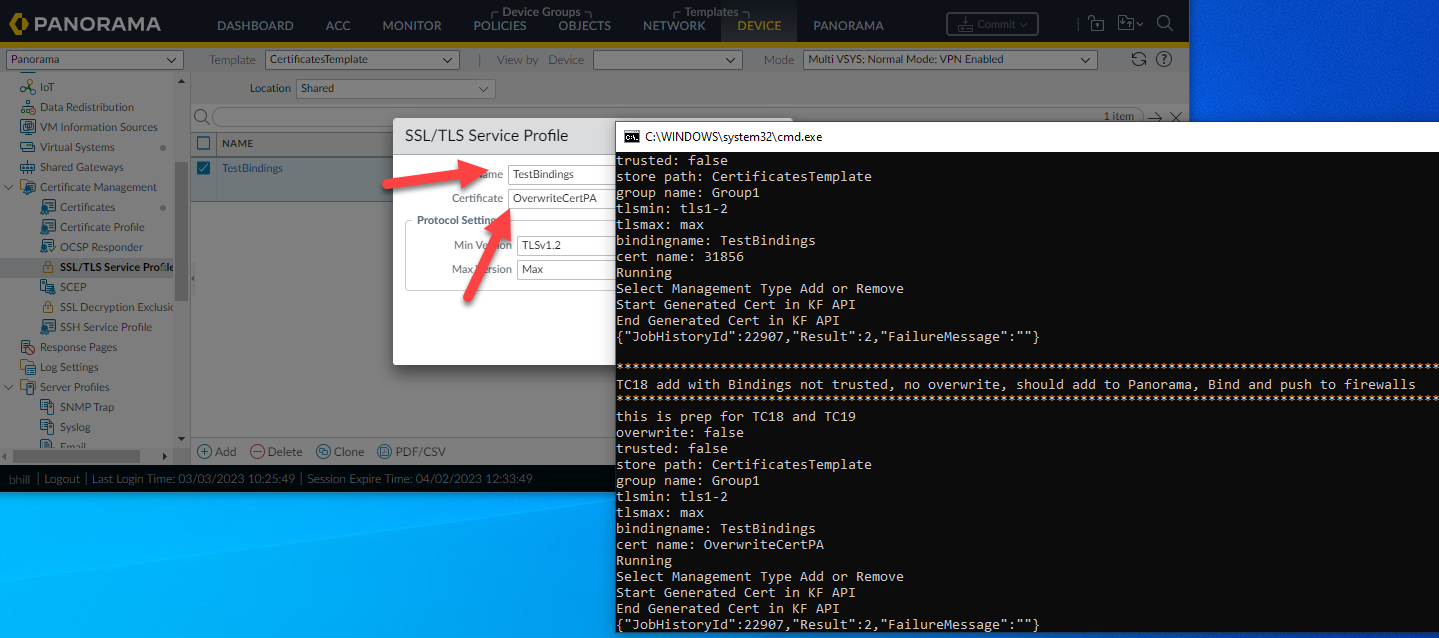 PANORAMA
DASHBOARD
ACC
MONITOR
Device Groups
POLICIES
OBJECTS
Templates
NETWORK
DEVICE
PANORAMA
Commit
Panorama
Template
CertificatesTemplate
View by
Device
Mode
Multi VSYS; Normal Mode; VPN Enabled
IoT
Data Redistribution
VM Information Sources
Virtual Systems
Shared Gateways
Certificate Management
Certificates
Certificate Profile
OCSP Responder
SSL/TLS Service Profile
SCEP
SSL Decryption Exclusio
SSH Service Profile
Response Pages
Log Settings
Server Profiles
SNMP Trap
Syslog
Email
Location
Shared
1 item
NAME
TestBindings
SSL/TLS Service Profile
TestBindings
Certificate
OverwriteCertPA
Protocol Settin
Min Version
TLSv1.2
Max Version
Max
Add
Delete
Clone
PDF/CSV
bhill | Logout | Last Login Time: 03/03/2023 10:25:49 | Session Expire Time: 04/02/2023 12:33:49
C:\WINDOWS\system32\cmd.exe
trusted: false
store path: CertificatesTemplate
group name: Group1
tlsmin: tls1-2
tlsmax: max
bindingname: TestBindings
cert name: 31856
Running
Select Management Type Add or Remove
Start Generated Cert in KF API
End Generated Cert in KF API
{"JobHistoryId":22907,"Result":2,"FailureMessage":""}
*******************************************************************************************************
TC18 add with Bindings not trusted, no overwrite, should add to Panorama, Bind and push to firewalls
*******************************************************************************************************
this is prep for TC18 and TC19
overwrite: false
trusted: false
store path: CertificatesTemplate
group name: Group1
tlsmin: tls1-2
tlsmax: max
bindingname: TestBindings
cert name: OverwriteCertPA
Running
Select Management Type Add or Remove
Start Generated Cert in KF API
End Generated Cert in KF API
{"JobHistoryId":22907,"Result":2,"FailureMessage":""}